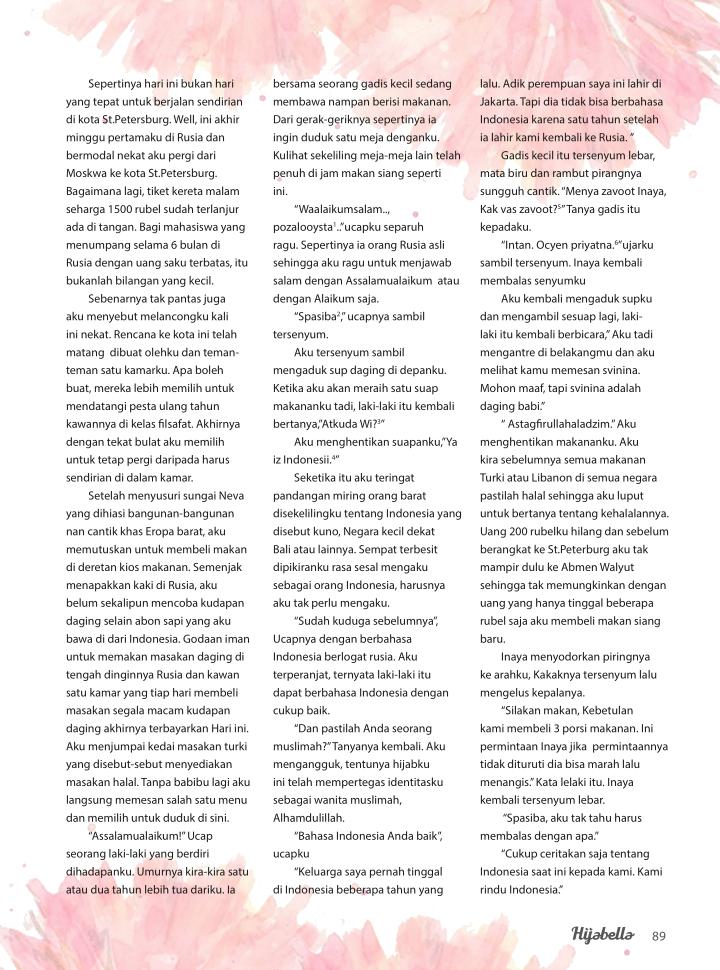 Sepertinya hari ini bukan hari
yang tepat untuk berjalan sendirian
di kota St.Petersburg. Well, ini akhir
minggu pertamaku di Rusia dan
bermodal nekat aku pergi dari
Moskwa ke kota St.Petersburg.
Bagaimana lagi, tiket kereta malam
seharga 1500 rubel sudah terlanjur
ada di tangan. Bagi mahasiswa yang
menumpang selama 6 bulan di
Rusia dengan uang saku terbatas, itu
bukanlah bilangan yang kecil.
Sebenarnya tak pantas juga
aku menyebut melancongku kali
ini nekat. Rencana ke kota ini telah
matang  dibuat olehku dan teman-
teman satu kamarku. Apa boleh
buat, mereka lebih memilih untuk
mendatangi pesta ulang tahun
kawannya di kelas filsafat. Akhirnya
dengan tekat bulat aku memilih
untuk tetap pergi daripada harus
sendirian di dalam kamar.
Setelah menyusuri sungai Neva
yang dihiasi bangunan-bangunan
nan cantik khas Eropa barat, aku
memutuskan untuk membeli makan
di deretan kios makanan. Semenjak
menapakkan kaki di Rusia, aku
belum sekalipun mencoba kudapan
daging selain abon sapi yang aku
bawa di dari Indonesia. Godaan iman
untuk memakan masakan daging di
tengah dinginnya Rusia dan kawan
satu kamar yang tiap hari membeli
masakan segala macam kudapan
daging akhirnya terbayarkan Hari ini.
Aku menjumpai kedai masakan turki
yang disebut-sebut menyediakan
masakan halal. Tanpa babibu lagi aku
langsung memesan salah satu menu
dan memilih untuk duduk di sini.
"Assalamualaikum!" Ucap
seorang laki-laki yang berdiri
dihadapanku. Umurnya kira-kira satu
atau dua tahun lebih tua dariku. Ia
bersama seorang gadis kecil sedang
membawa nampan berisi makanan.
Dari gerak-geriknya sepertinya ia
ingin duduk satu meja denganku.
Kulihat sekeliling meja-meja lain telah
penuh di jam makan siang seperti
ini.
"Waalaikumsalam..,
pozalooysta¹.."ucapku separuh
ragu. Sepertinya ia orang Rusia asli
sehingga aku ragu untuk menjawab
salam dengan Assalamualaikum  atau
dengan Alaikum saja.
"Spasiba²," ucapnya sambil
tersenyum.
Aku tersenyum sambil
mengaduk sup daging di depanku.
Ketika aku akan meraih satu suap
makananku tadi, laki-laki itu kembali
bertanya,"Atkuda Wi?³"
Aku menghentikan suapanku,"Ya
iz Indonesii.⁴"
Seketika itu aku teringat
pandangan miring orang barat
disekelilingku tentang Indonesia yang
disebut kuno, Negara kecil dekat
Bali atau lainnya. Sempat terbesit
dipikiranku rasa sesal mengaku
sebagai orang Indonesia, harusnya
aku tak perlu mengaku.
"Sudah kuduga sebelumnya",
Ucapnya dengan berbahasa
Indonesia berlogat rusia. Aku
terperanjat, ternyata laki-laki itu
dapat berbahasa Indonesia dengan
cukup baik.
"Dan pastilah Anda seorang
muslimah?" Tanyanya kembali. Aku
mengangguk, tentunya hijabku
ini telah mempertegas identitasku
sebagai wanita muslimah,
Alhamdulillah.
"Bahasa Indonesia Anda baik",
ucapku
"Keluarga saya pernah tinggal
di Indonesia beberapa tahun yang
lalu. Adik perempuan saya ini lahir di
Jakarta. Tapi dia tidak bisa berbahasa
Indonesia karena satu tahun setelah
ia lahir kami kembali ke Rusia. "
Gadis kecil itu tersenyum lebar,
mata biru dan rambut pirangnya
sungguh cantik. "Menya zavoot Inaya,
Kak vas zavoot?⁵" Tanya gadis itu
kepadaku.
"Intan. Ocyen priyatna.⁶" ujarku
sambil tersenyum. Inaya kembali
membalas senyumku
Aku kembali mengaduk supku
dan mengambil sesuap lagi, laki-
laki itu kembali berbicara," Aku tadi
mengantre di belakangmu dan aku
melihat kamu memesan svinina.
Mohon maaf, tapi svinina adalah
daging babi."
" Astagfirullahaladzim." Aku
menghentikan makananku. Aku
kira sebelumnya semua makanan
Turki atau Libanon di semua negara
pastilah halal sehingga aku luput
untuk bertanya tentang kehalalannya.
Uang 200 rubelku hilang dan sebelum
berangkat ke St.Peterburg aku tak
mampir dulu ke Abmen Walyut
sehingga tak memungkinkan dengan
uang yang hanya tinggal beberapa
rubel saja aku membeli makan siang
baru.
Inaya menyodorkan piringnya
ke arahku, Kakaknya tersenyum lalu
mengelus kepalanya.
"Silakan makan, Kebetulan
kami membeli 3 porsi makanan. Ini
permintaan Inaya jika  permintaannya
tidak dituruti dia bisa marah lalu
menangis." Kata lelaki itu. Inaya
kembali tersenyum lebar.
"Spasiba, aku tak tahu harus
membalas dengan apa."
"Cukup ceritakan saja tentang
Indonesia saat ini kepada kami. Kami
rindu Indonesia."
Hijabella 89